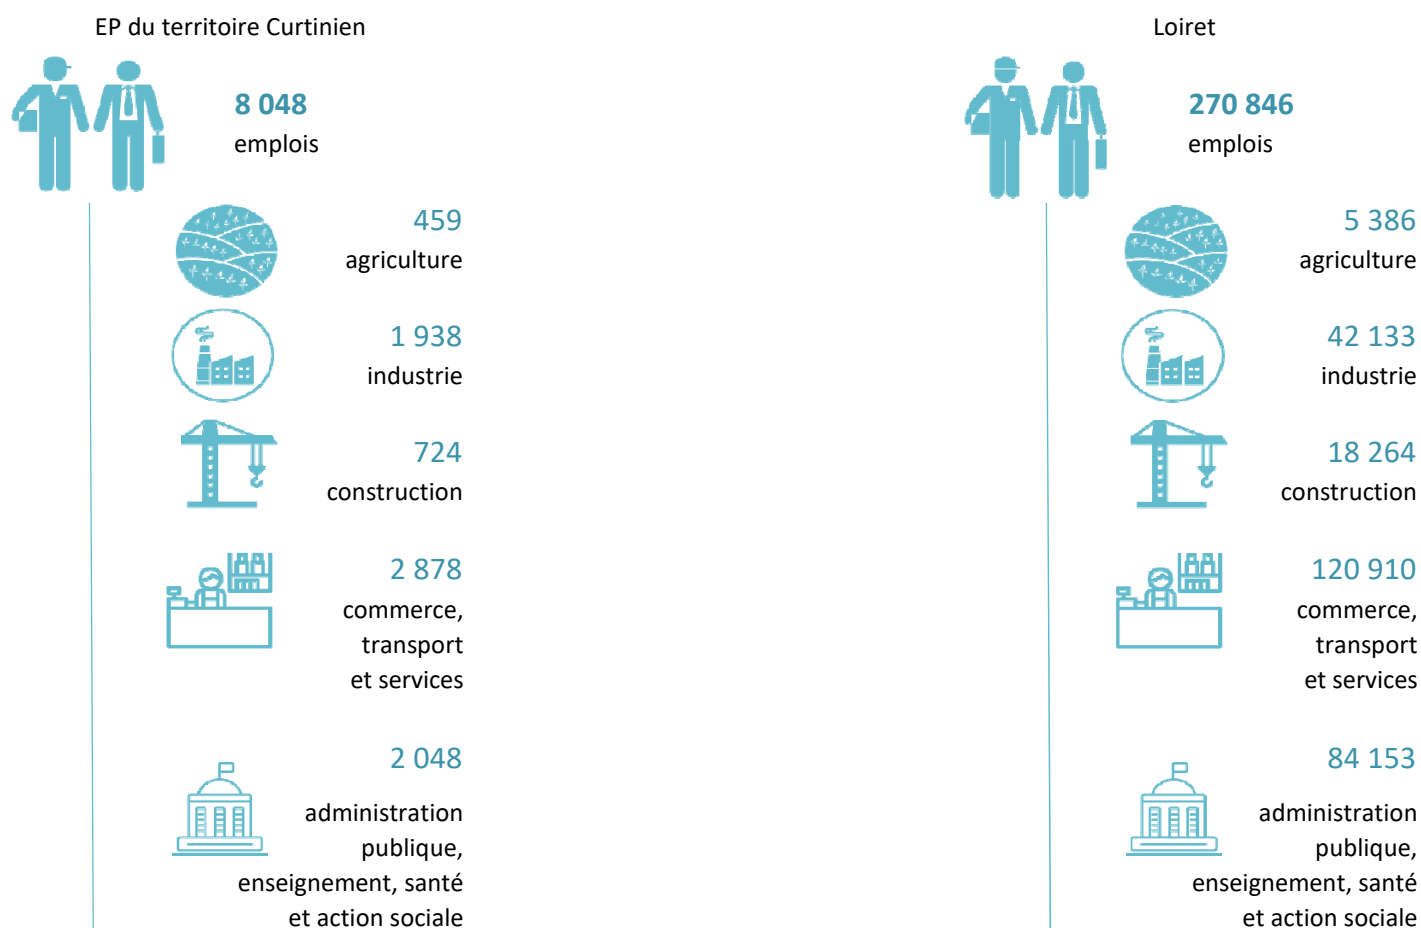 EP du territoire Curtinien
8 048
emplois
459
agriculture
1 938
industrie
724
construction
2 878
commerce,
transport
et services
2 048
administration
publique,
enseignement, santé
et action sociale
Loiret
270 846
emplois
5 386
agriculture
42 133
industrie
18 264
construction
120 910
commerce,
transport
et services
84 153
administration
publique,
enseignement, santé
et action sociale